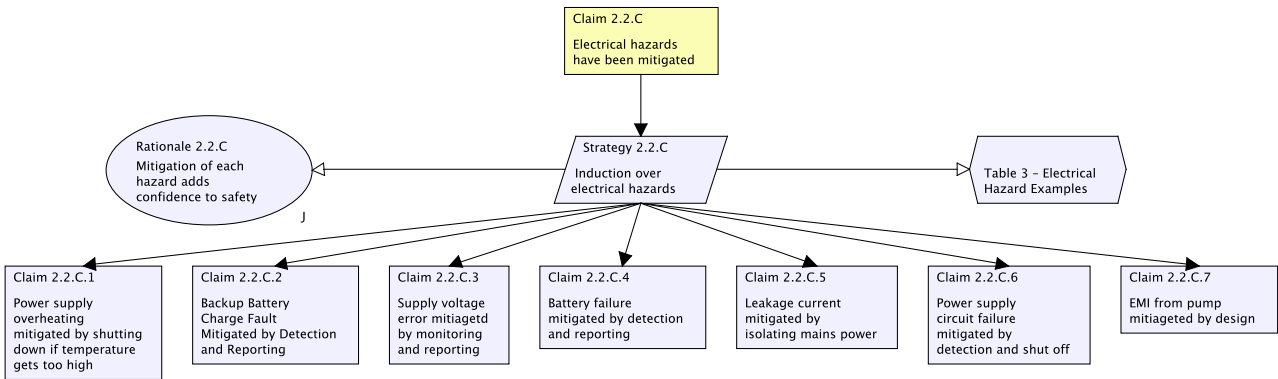 Claim 2.2.C
Electrical hazards
have been mitigated
Rationale 2.2.C
Mitigation of each
hazard adds
confidence to safety
J
Strategy 2.2.C
Induction over
electrical hazards
Table 3 – Electrical
Hazard Examples
Claim 2.2.C.1
Power supply
overheating
mitigated by shutting
down if temperature
gets too high
Claim 2.2.C.2
Backup Battery
Charge Fault
Mitigated by Detection
and Reporting
Claim 2.2.C.3
Supply voltage
error mitiagetd
by monitoring
and reporting
Claim 2.2.C.4
Battery failure
mitigated by detection
and reporting
Claim 2.2.C.5
Leakage current
mitigated by
isolating mains power
Claim 2.2.C.6
Power supply
circuit failure
mitigated by
detection and shut off
Claim 2.2.C.7
EMI from pump
mitiageted by design